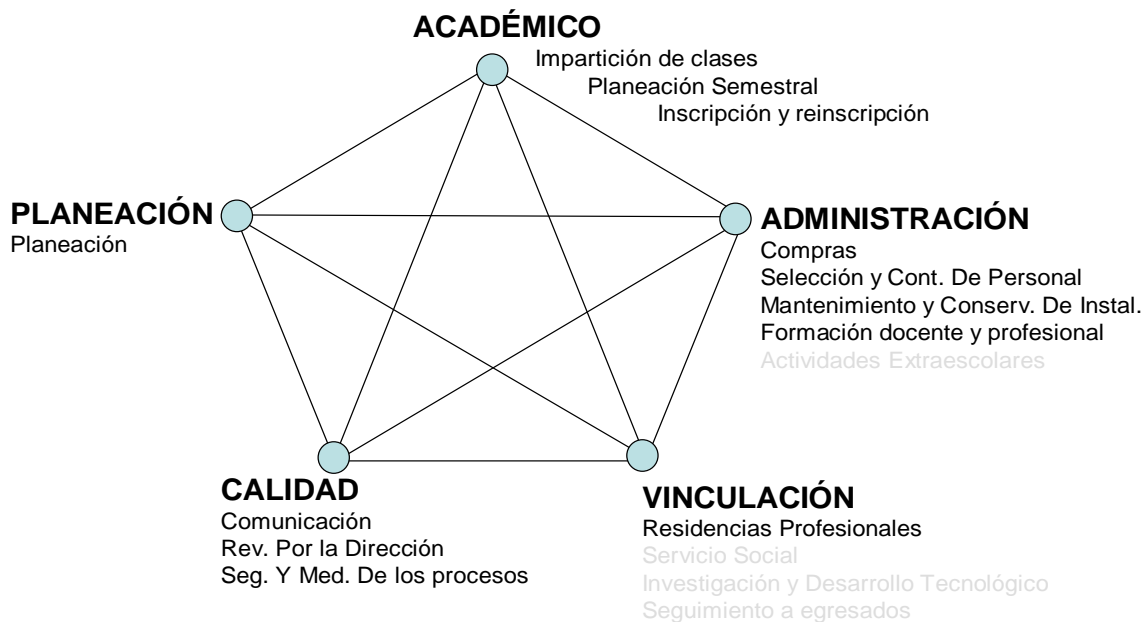 ACADÉMICO
Impartición de clases
Planeación Semestral
Inscripción y reinscripción
PLANEACIÓN
Planeación
ADMINISTRACIÓN
Compras
Selección y Cont. De Personal
Mantenimiento y Conserv. De Instal.
Formación docente y profesional
Actividades Extraescolares
CALIDAD
Comunicación
Rev. Por la Dirección
Seg. Y Med. De los procesos
VINCULACIÓN
Residencias Profesionales
Servicio Social
Investigación y Desarrollo Tecnológico
Seguimiento a egresados